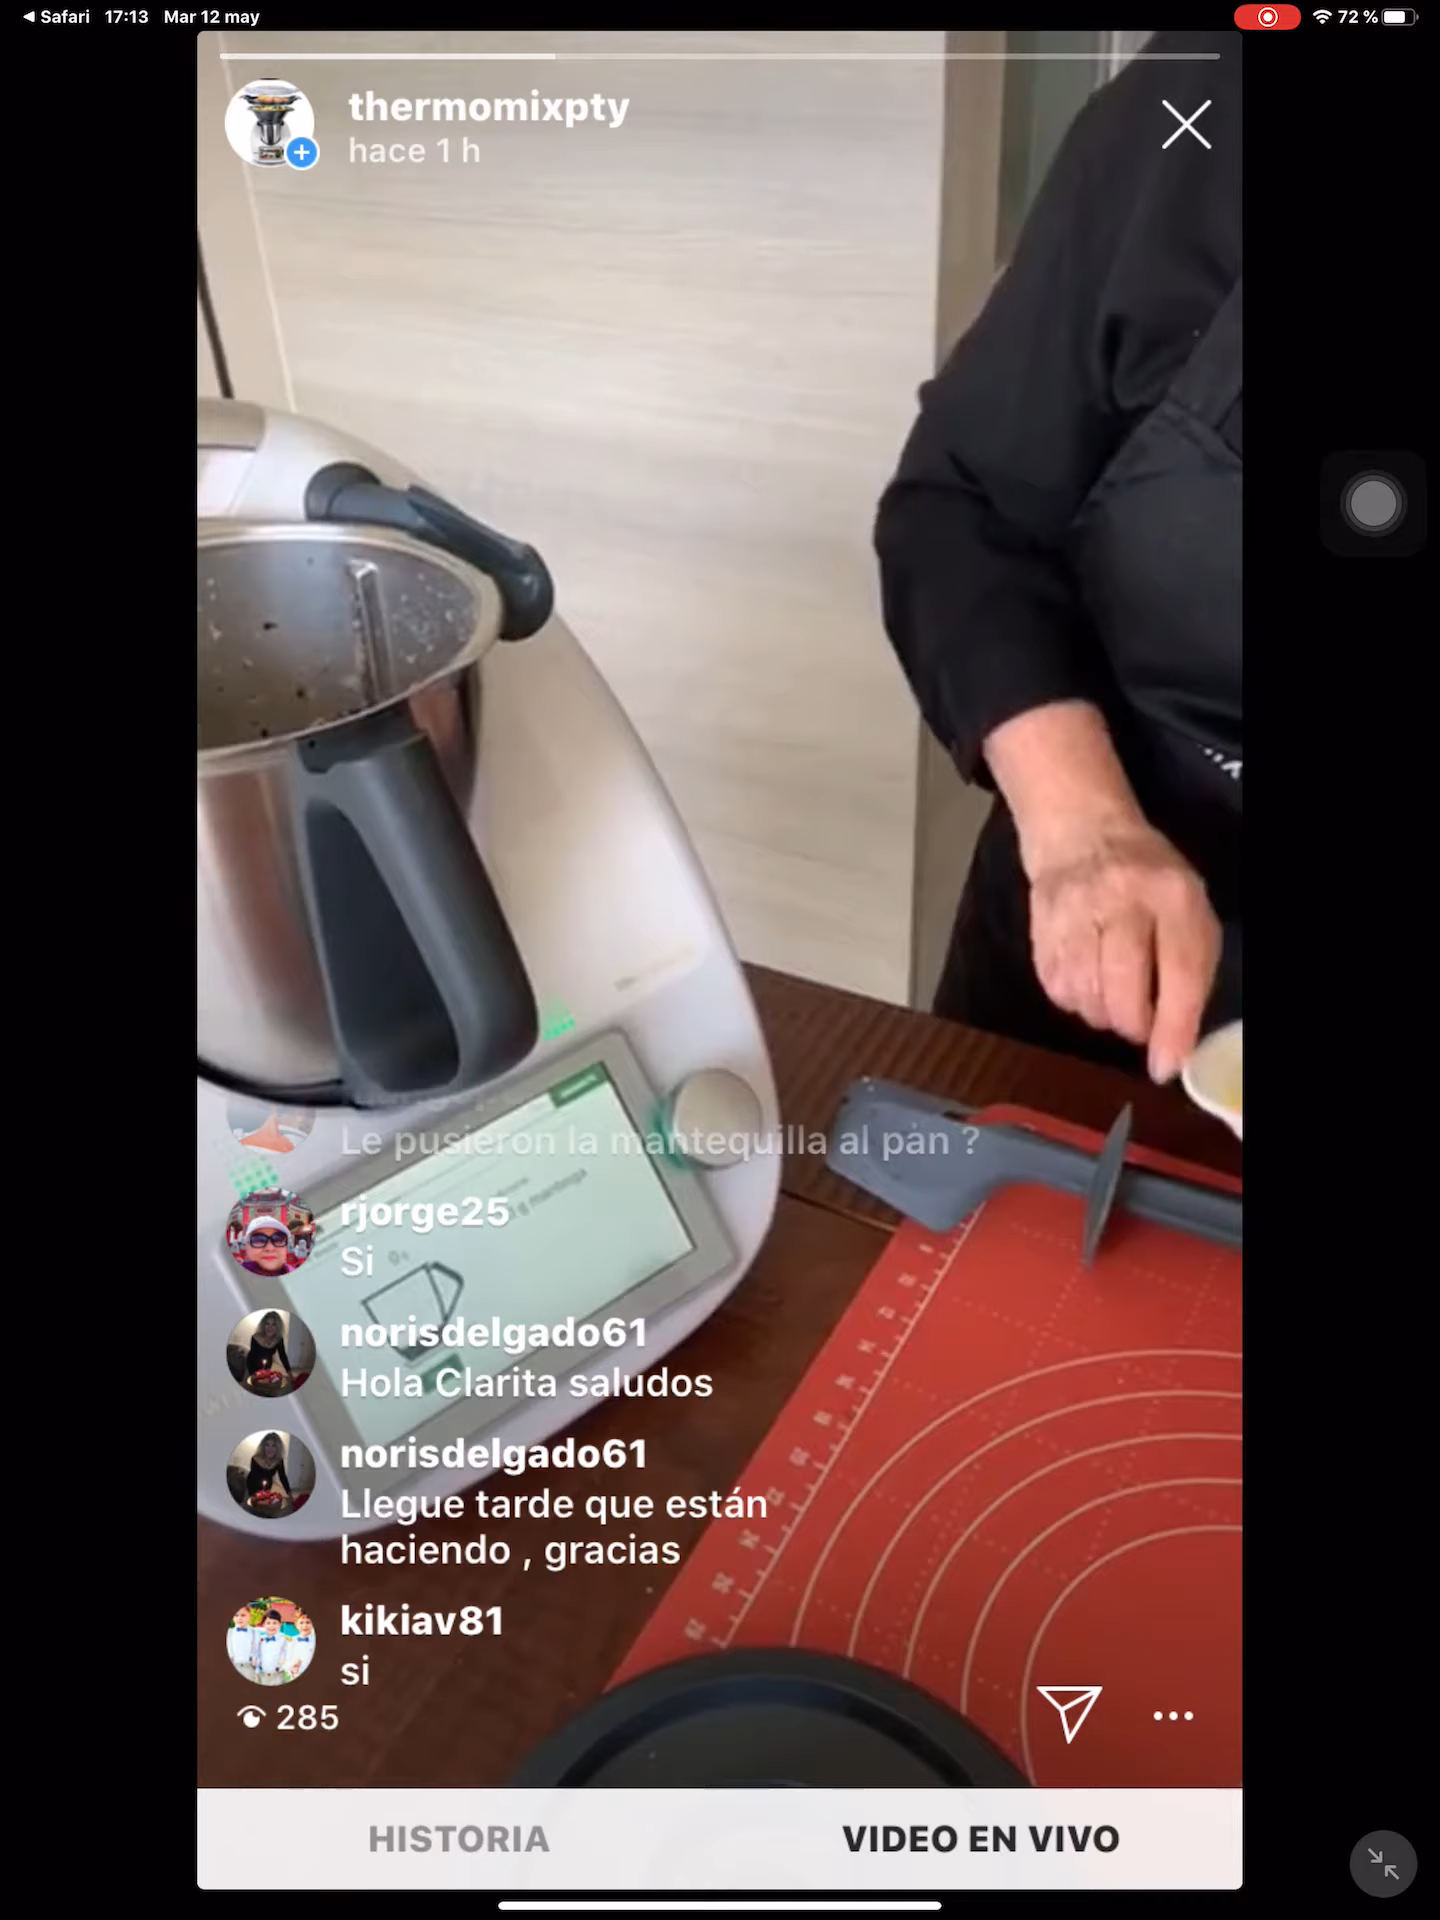 Safari 17:13 Mar 12 may 72 %
thermomixpty
hace 1 h
Le pusieron la mantequilla al pan ?
rjorge25
Si
norisdelgado61
Hola Clarita saludos
norisdelgado61
Llegue tarde que están
haciendo , gracias
kikiav81
si
285
HISTORIA
VIDEO EN VIVO